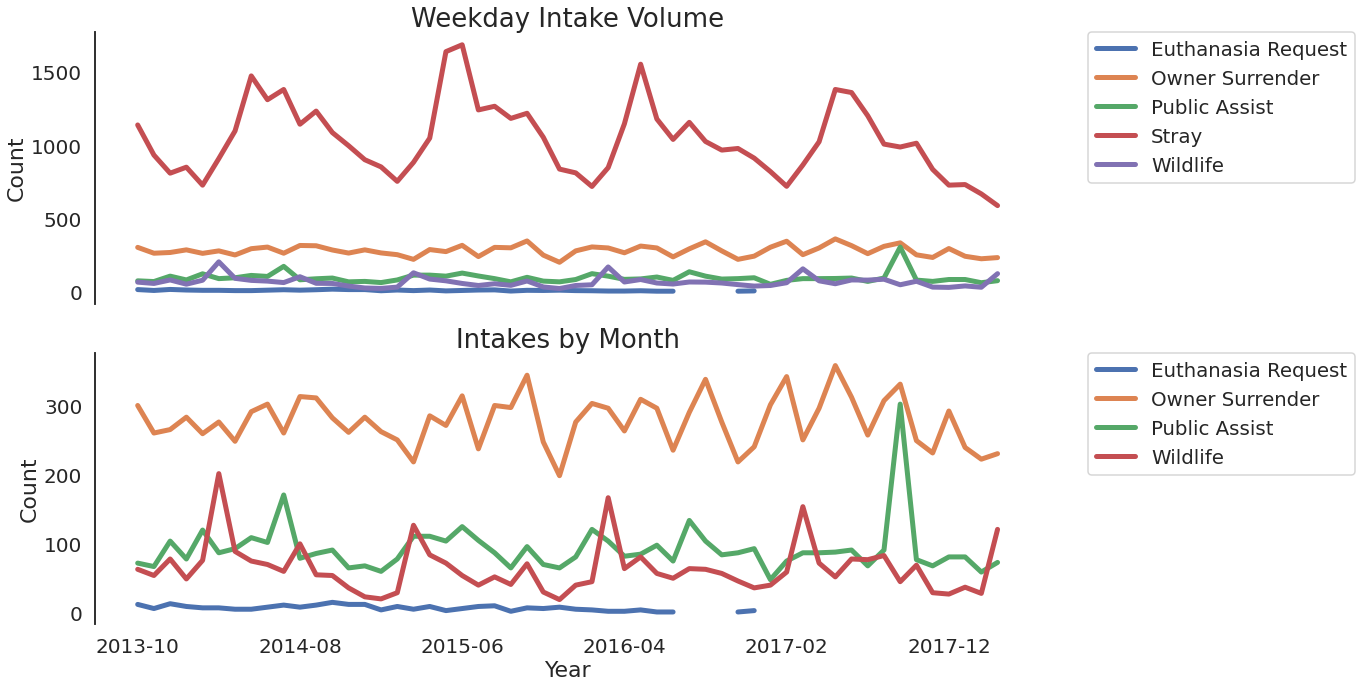 Weekday Intake Volume
Count
1500
1000
500
0
Euthanasia Request
Owner Surrender
Public Assist
Stray
Wildlife
Intakes by Month
Count
300
200
100
0
2013-10 2014-08 2015-06 2016-04 2017-02 2017-12
Year
Euthanasia Request
Owner Surrender
Public Assist
Wildlife